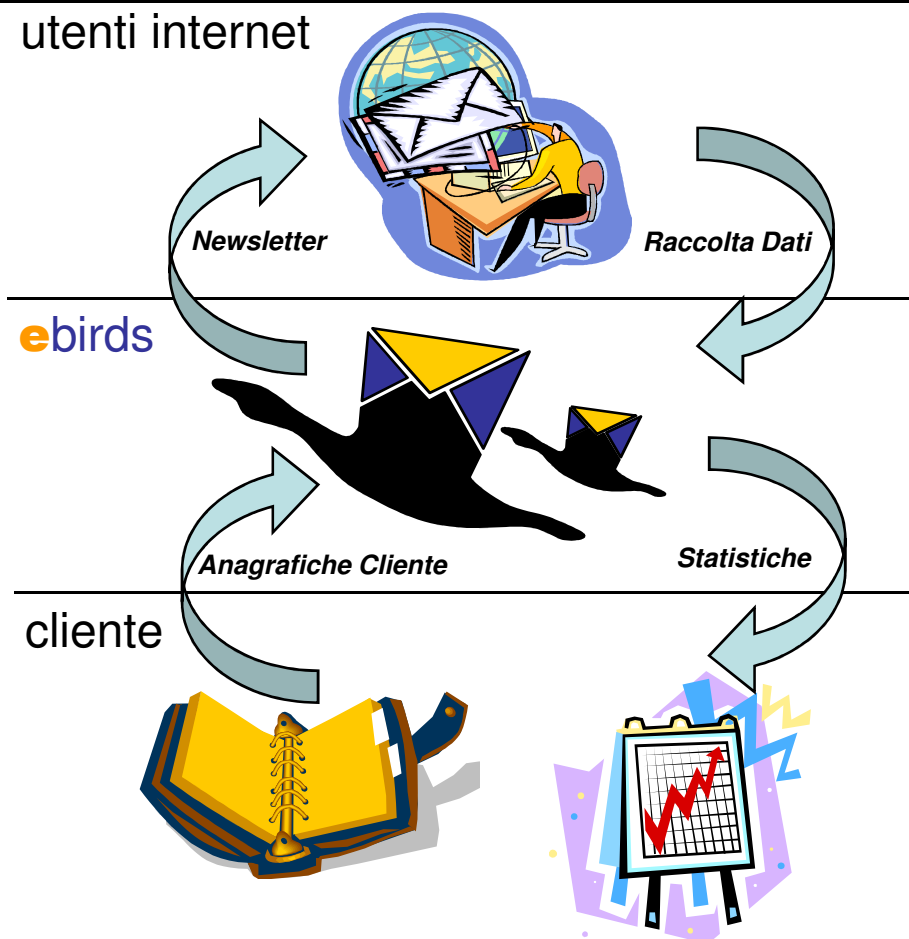 utenti internet
Newsletter
Raccolta Dati
ebirds
Anagrafiche Cliente
Statistiche
cliente